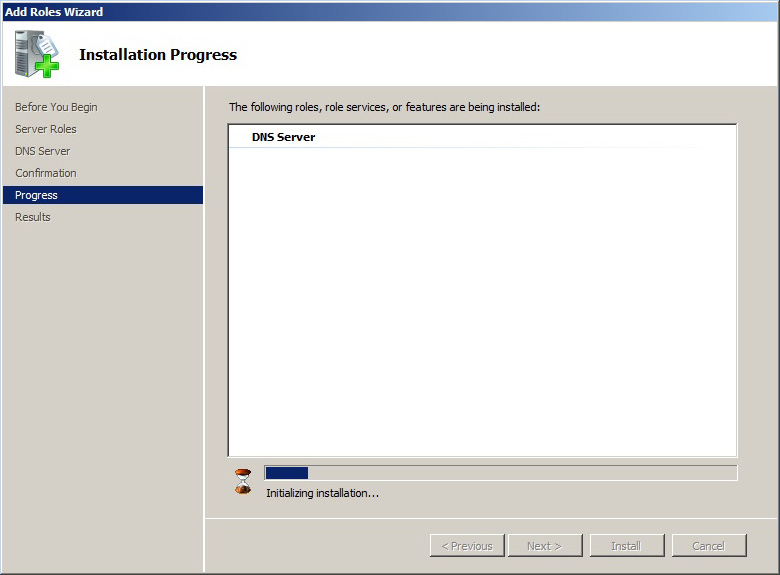 Add Roles Wizard
Installation Progress
Before You Begin
Server Roles
DNS Server
Confirmation
Progress
Results
The following roles, role services, or features are being installed:
DNS Server
Initializing installation...
< Previous
Next >
Install
Cancel